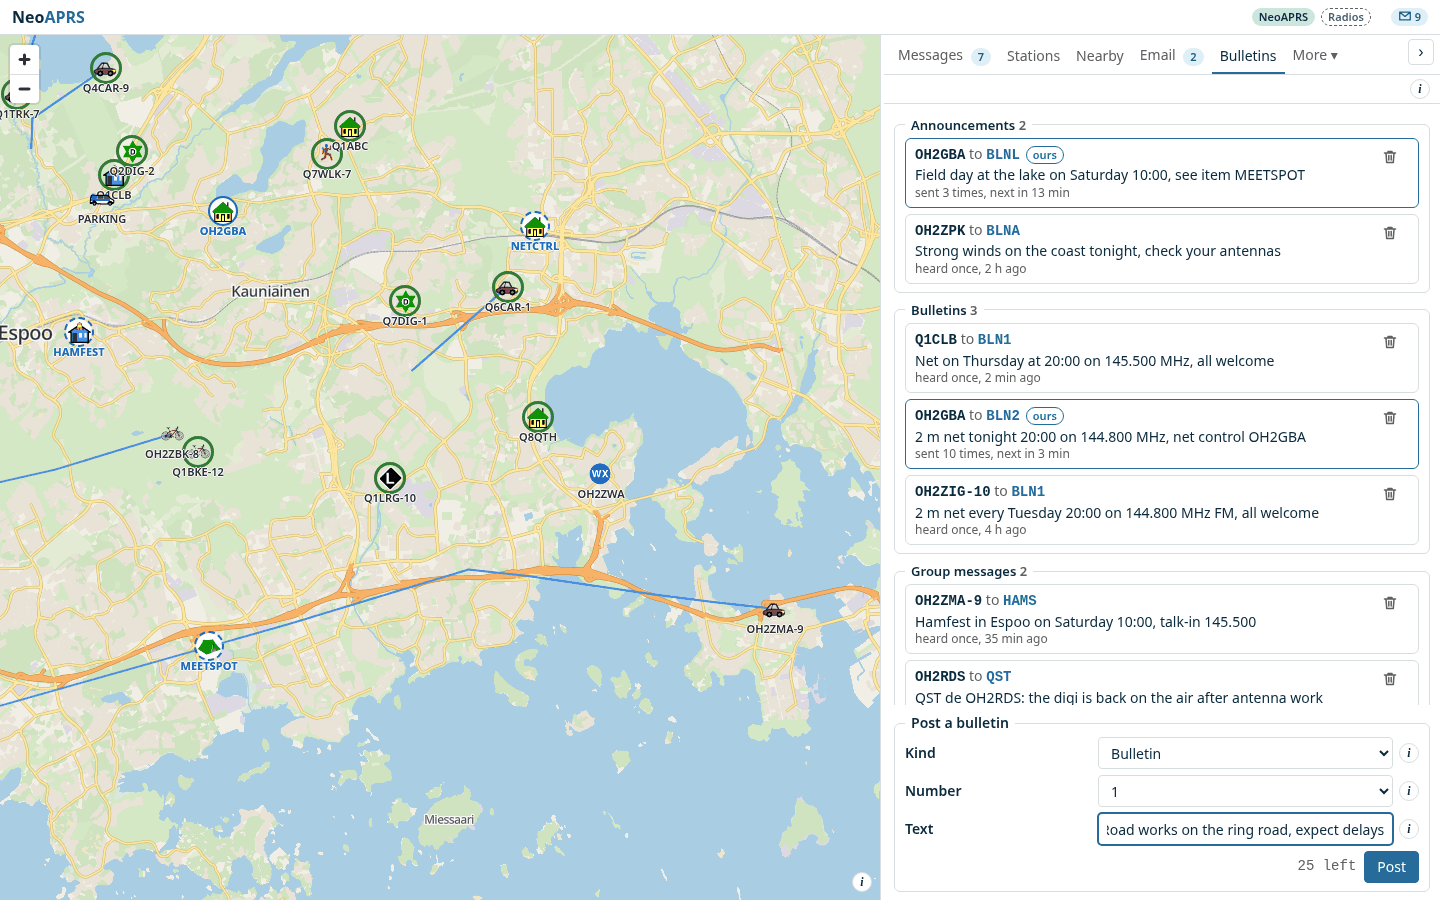 NeoAPRS
NeoAPRS
Radios
9
Messages 7
Stations
Nearby
Email 2
Bulletins
More ▾
›
i
+
−
Q4CAR-9
Q1TRK-7
Q1ABC
Q2DIG-2
Q7WLK-7
Q1CLB
PARKING
OH2GBA
NETCTRL
Kauniainen
Q6CAR-1
Q7DIG-1
Espoo
HAMFEST
Q8QTH
OH2ZBK-8
Q1BKE-12
WX
Q1LRG-10
OH2ZWA
OH2ZMA-9
MEETSPOT
Miessaari
i
Announcements 2
OH2GBA to BLNL ours
Field day at the lake on Saturday 10:00, see item MEETSPOT
sent 3 times, next in 13 min
OH2ZPK to BLNA
Strong winds on the coast tonight, check your antennas
heard once, 2 h ago
Bulletins 3
Q1CLB to BLN1
Net on Thursday at 20:00 on 145.500 MHz, all welcome
heard once, 2 min ago
OH2GBA to BLN2 ours
2 m net tonight 20:00 on 144.800 MHz, net control OH2GBA
sent 10 times, next in 3 min
OH2ZIG-10 to BLN1
2 m net every Tuesday 20:00 on 144.800 MHz FM, all welcome
heard once, 4 h ago
Group messages 2
OH2ZMA-9 to HAMS
Hamfest in Espoo on Saturday 10:00, talk-in 145.500
heard once, 35 min ago
OH2RDS to QST
QST de OH2RDS: the digi is back on the air after antenna work
Post a bulletin
Kind
Bulletin
i
Number
1
i
Text
Road works on the ring road, expect delays
i
25 left
Post